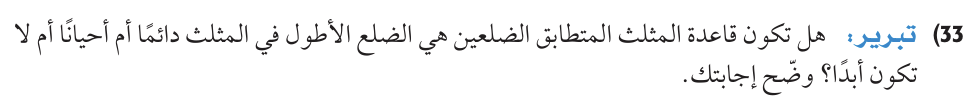 33) تبرير: هل تكون قاعدة المثلث المتطابق الضلعين هي الضلع الأطول في المثلث دائمًا أم أحيانًا أم لا
تكون أبدًا؟ وضّح إجابتك.